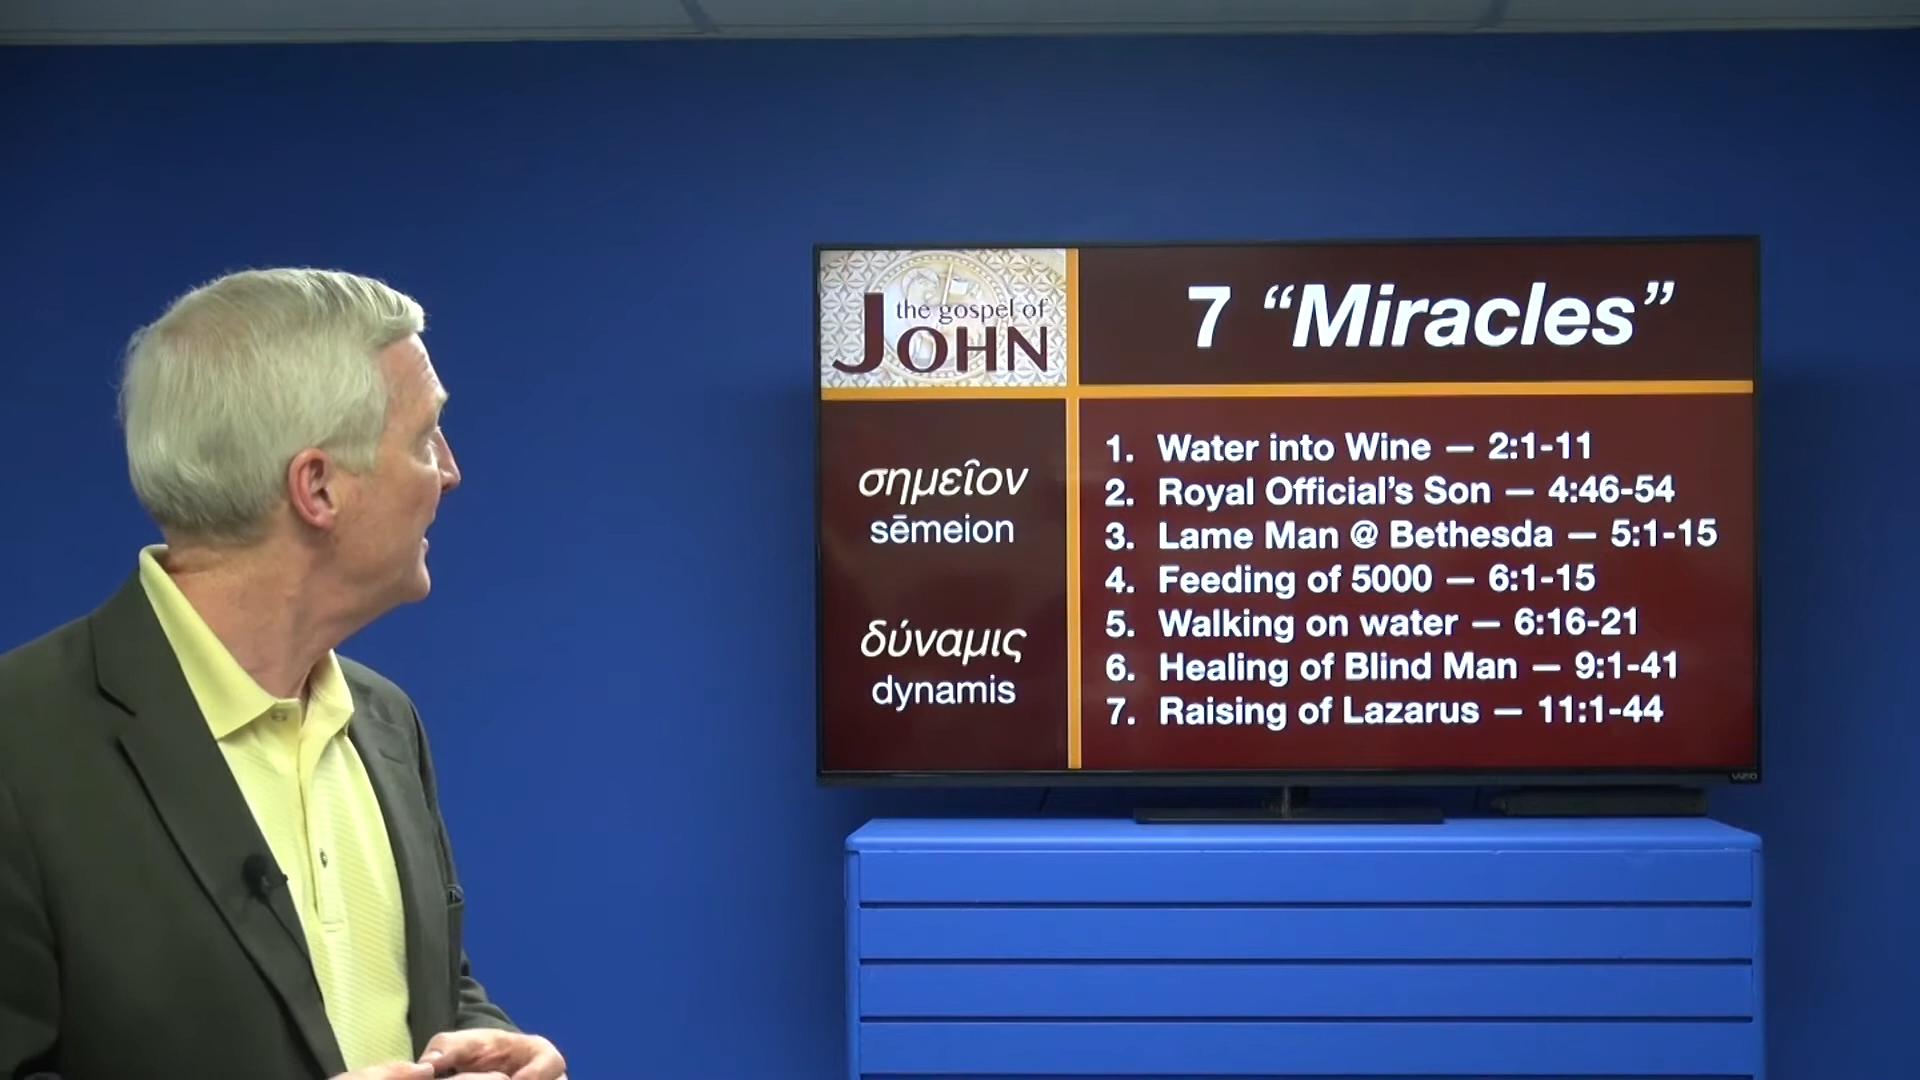 the gospel of
JOHN
7 “Miracles”
σημεῖον
sēmeion
δύναμις
dynamis
1. Water into Wine — 2:1-11
2. Royal Official’s Son — 4:46-54
3. Lame Man @ Bethesda — 5:1-15
4. Feeding of 5000 — 6:1-15
5. Walking on water — 6:16-21
6. Healing of Blind Man — 9:1-41
7. Raising of Lazarus — 11:1-44
VIZIO